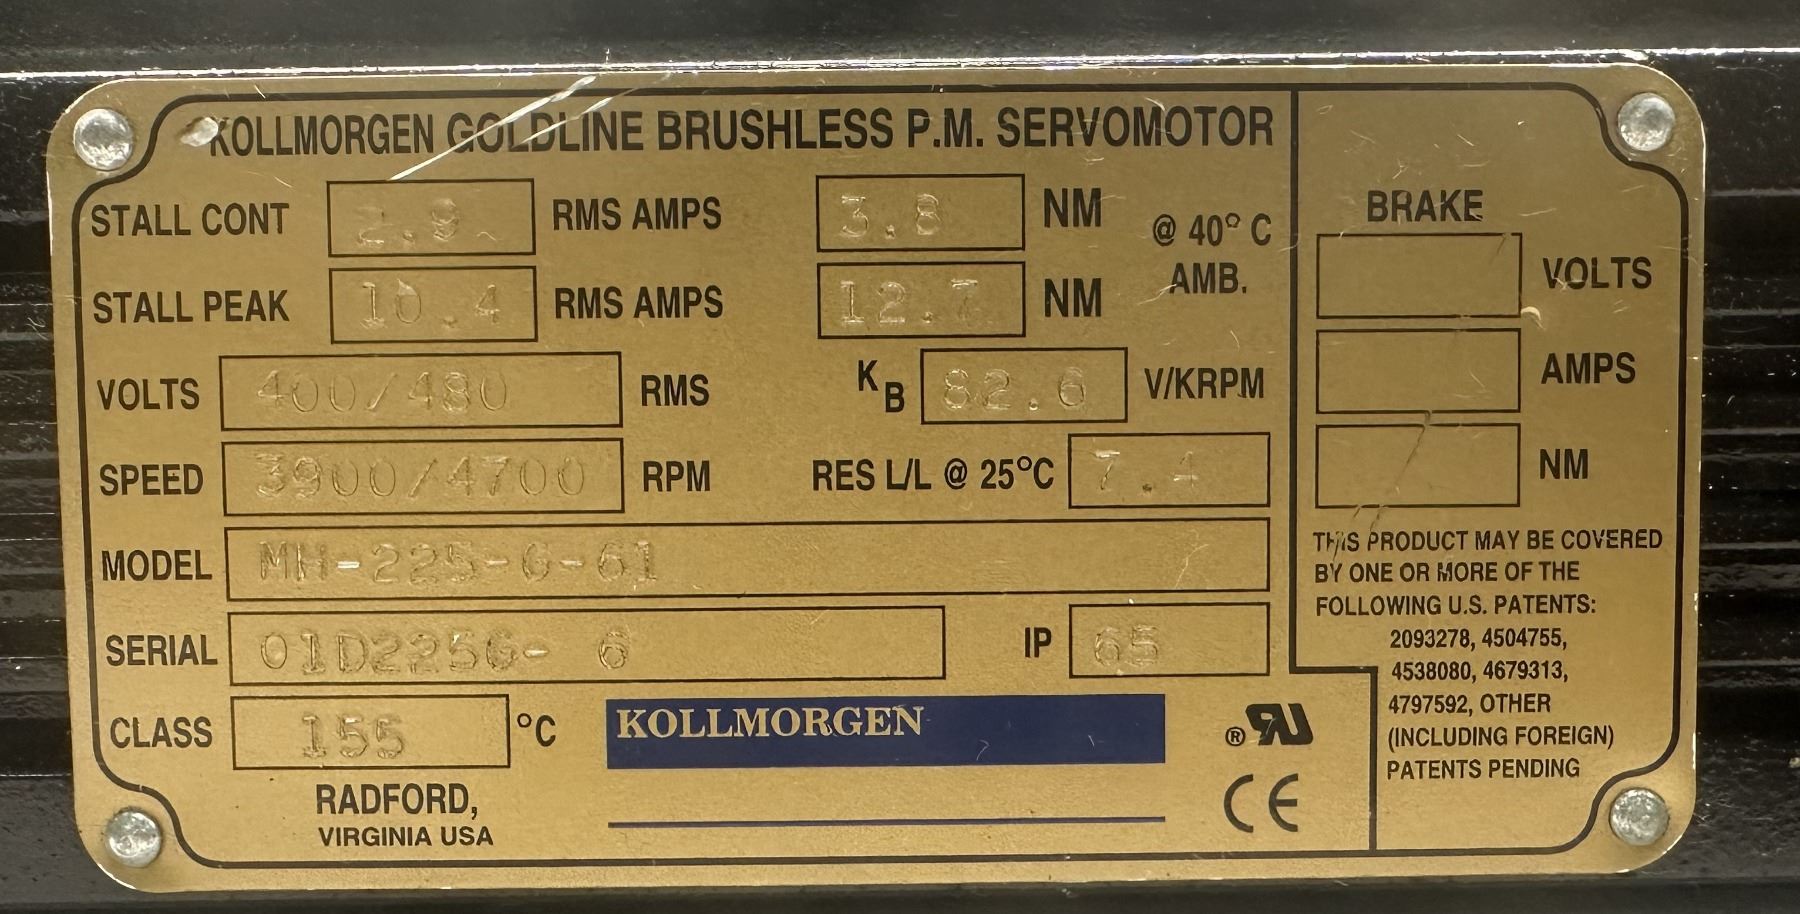 KOLLMORGEN GOLDLINE BRUSHLESS P.M. SERVOMOTOR
STALL CONT 2.9 RMS AMPS 3.8 NM @ 40° C
STALL PEAK 10.4 RMS AMPS 12.7 NM AMB.
VOLTS 400/480 RMS KB 82.6 V/KRPM
SPEED 3900/4700 RPM RES L/L @ 25°C 7.4
MODEL MH-225-G-61
SERIAL 01D225G- 6 IP 65
CLASS 155 °C KOLLMORGEN
RADFORD,
VIRGINIA USA
® RU
CE
BRAKE
VOLTS
AMPS
NM
THIS PRODUCT MAY BE COVERED
BY ONE OR MORE OF THE
FOLLOWING U.S. PATENTS:
2093278, 4504755,
4538080, 4679313,
4797592, OTHER
(INCLUDING FOREIGN)
PATENTS PENDING